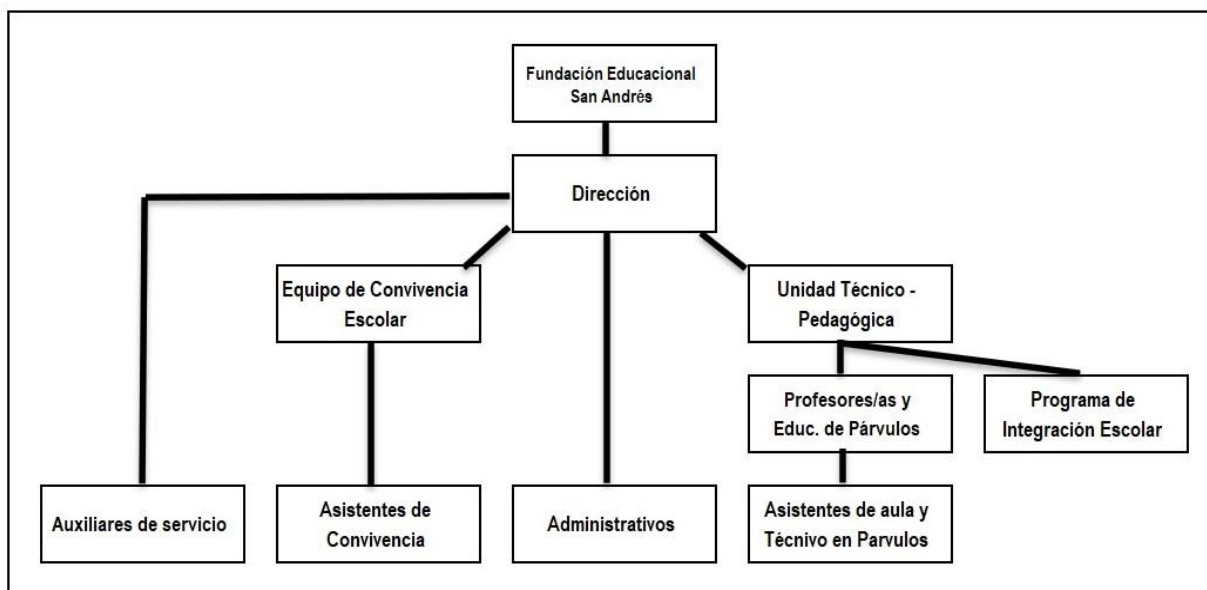 Fundación Educacional
San Andrés
Dirección
Equipo de Convivencia
Escolar
Unidad Técnico -
Pedagógica
Profesores/as y
Educ. de Párvulos
Programa de
Integración Escolar
Auxiliares de servicio
Asistentes de
Convivencia
Administrativos
Asistentes de aula y
Técnivo en Parvulos